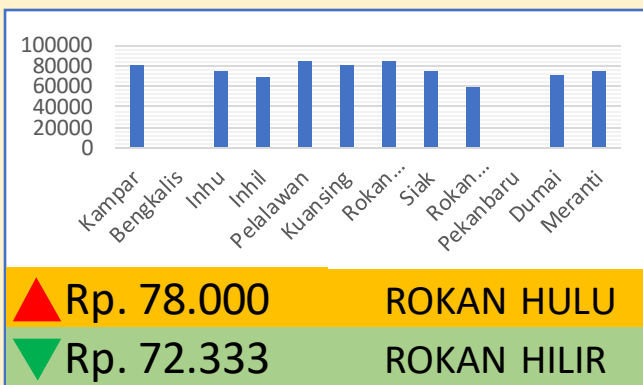 100000
80000
60000
40000
20000
0
Kampar
Bengkalis
Inhu
Inhil
Pelalawan
Kuansing
Rokan...
Siak
Rokan...
Pekanbaru
Dumai
Meranti
Rp. 78.000 ROKAN HULU
Rp. 72.333 ROKAN HILIR